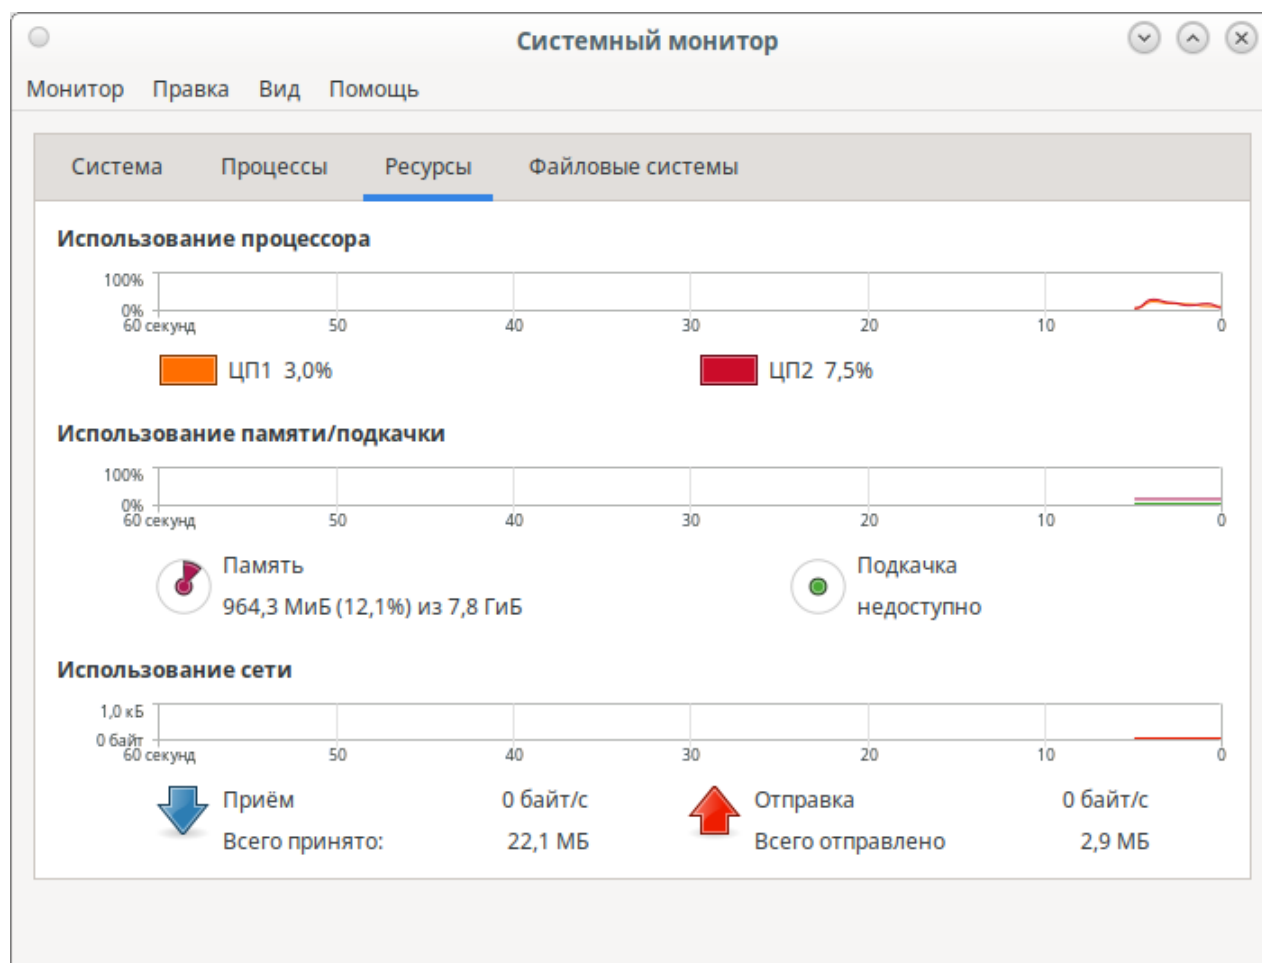 Системный монитор
Монитор Правка Вид Помощь
Система Процессы Ресурсы Файловые системы
Использование процессора
100%
0%
60 секунд 50 40 30 20 10 0
ЦП1 3,0% ЦП2 7,5%
Использование памяти/подкачки
100%
0%
60 секунд 50 40 30 20 10 0
Память Подкачка
964,3 МиБ (12,1%) из 7,8 ГиБ недоступно
Использование сети
1,0 кБ
0 байт
60 секунд 50 40 30 20 10 0
Приём 0 байт/с Отправка 0 байт/с
Всего принято: 22,1 МБ Всего отправлено 2,9 МБ